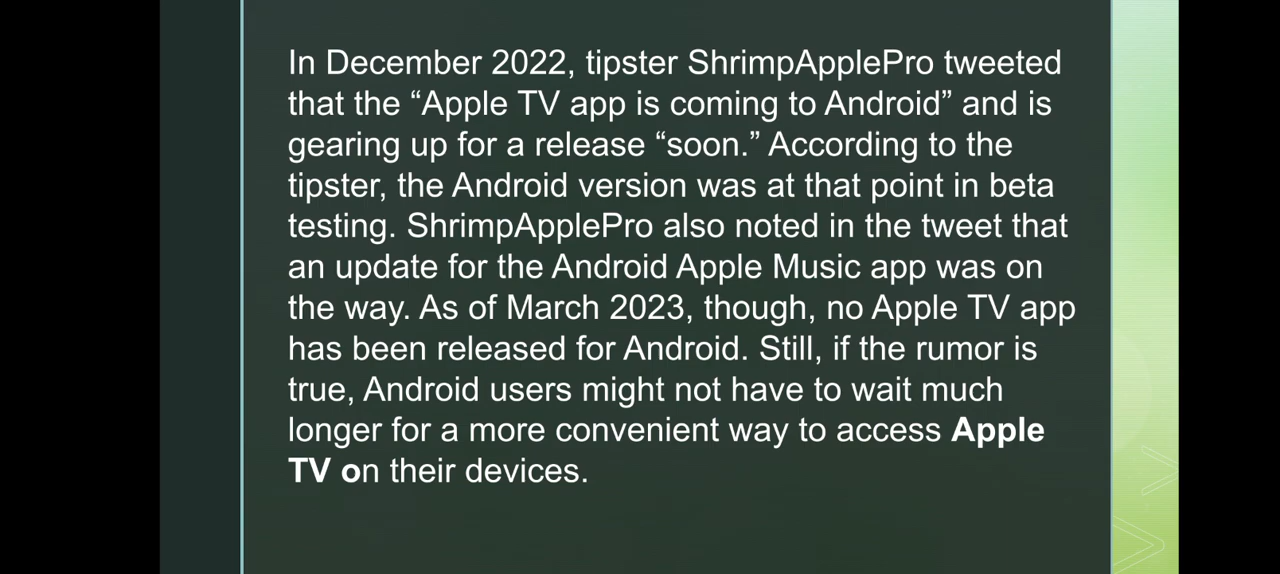 In December 2022, tipster ShrimpApplePro tweeted
that the “Apple TV app is coming to Android” and is
gearing up for a release “soon.” According to the
tipster, the Android version was at that point in beta
testing. ShrimpApplePro also noted in the tweet that
an update for the Android Apple Music app was on
the way. As of March 2023, though, no Apple TV app
has been released for Android. Still, if the rumor is
true, Android users might not have to wait much
longer for a more convenient way to access Apple
TV on their devices.